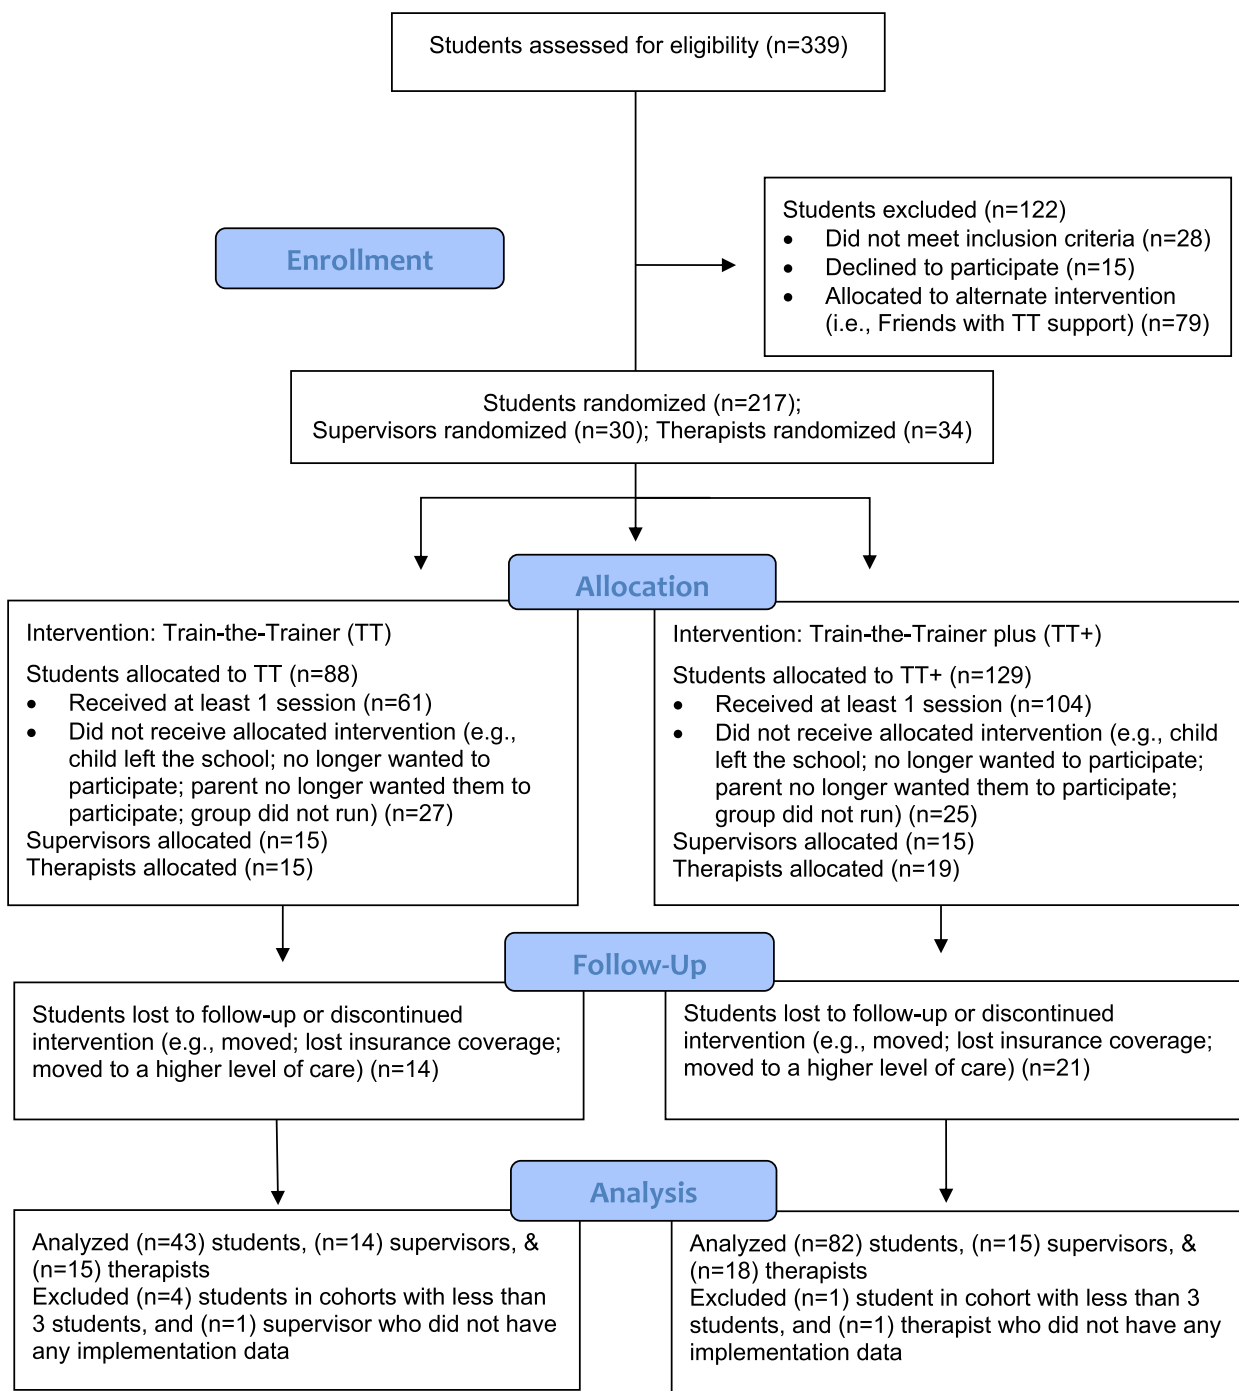 Students assessed for eligibility (n=339)
Enrollment
Students excluded (n=122)
• Did not meet inclusion criteria (n=28)
• Declined to participate (n=15)
• Allocated to alternate intervention
(i.e., Friends with TT support) (n=79)
Students randomized (n=217);
Supervisors randomized (n=30); Therapists randomized (n=34)
Allocation
Intervention: Train-the-Trainer (TT)
Students allocated to TT (n=88)
• Received at least 1 session (n=61)
• Did not receive allocated intervention (e.g.,
child left the school; no longer wanted to
participate; parent no longer wanted them to
participate; group did not run) (n=27)
Supervisors allocated (n=15)
Therapists allocated (n=15)
Intervention: Train-the-Trainer plus (TT+)
Students allocated to TT+ (n=129)
• Received at least 1 session (n=104)
• Did not receive allocated intervention (e.g., child
left the school; no longer wanted to participate;
parent no longer wanted them to participate;
group did not run) (n=25)
Supervisors allocated (n=15)
Therapists allocated (n=19)
Follow-Up
Students lost to follow-up or discontinued
intervention (e.g., moved; lost insurance coverage;
moved to a higher level of care) (n=14)
Students lost to follow-up or discontinued
intervention (e.g., moved; lost insurance coverage;
moved to a higher level of care) (n=21)
Analysis
Analyzed (n=43) students, (n=14) supervisors, &
(n=15) therapists
Excluded (n=4) students in cohorts with less than
3 students, and (n=1) supervisor who did not have
any implementation data
Analyzed (n=82) students, (n=15) supervisors, &
(n=18) therapists
Excluded (n=1) student in cohort with less than 3
students, and (n=1) therapist who did not have any
implementation data